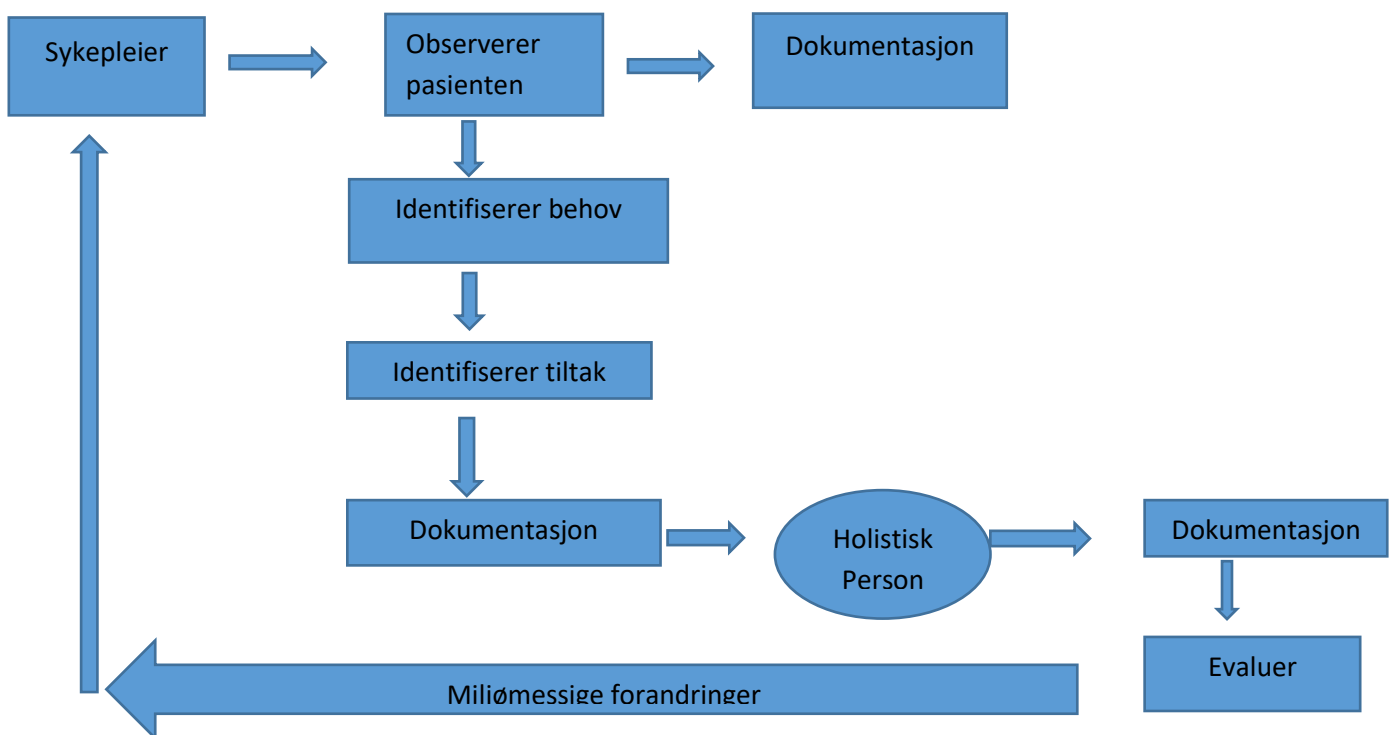 Sykepleier
Observerer
pasienten
Dokumentasjon
Identifiserer behov
Identifiserer tiltak
Dokumentasjon
Holistisk
Person
Dokumentasjon
Evaluer
Miljømessige forandringer